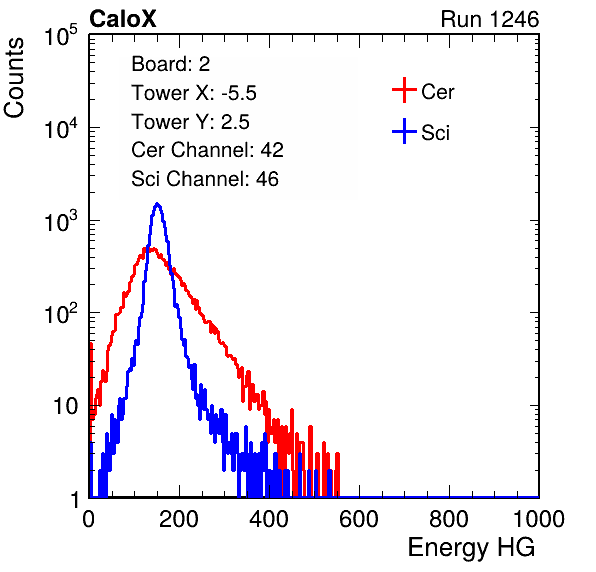 CaloX Run 1246
10^5
Counts
Board: 2
Tower X: -5.5
Tower Y: 2.5
Cer Channel: 42
Sci Channel: 46
Cer
Sci
10^4
10^3
10^2
10
1
0 200 400 600 800 1000
Energy HG